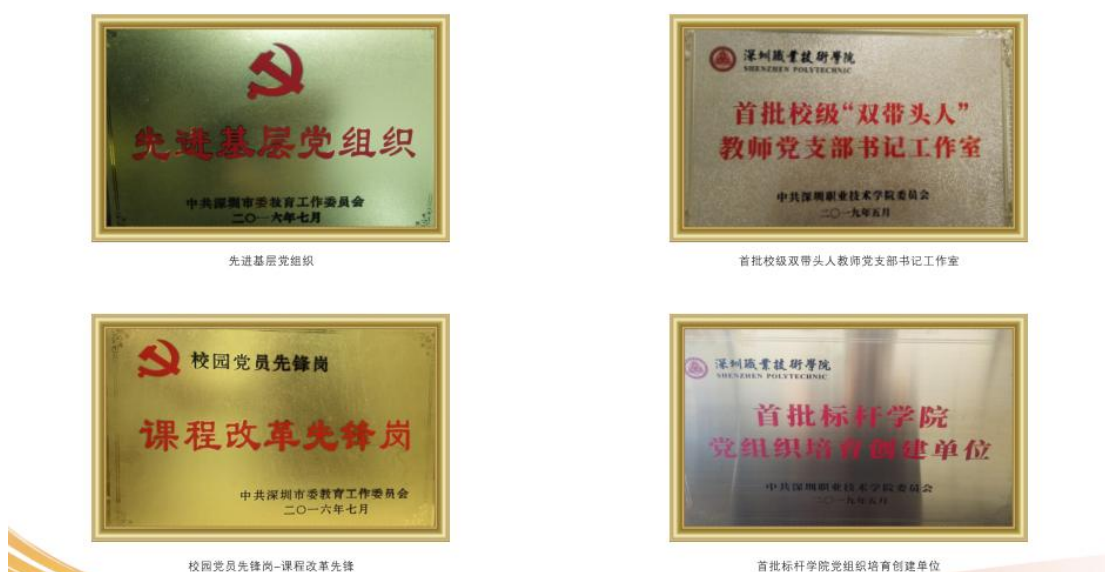 先进基层党组织
中共深圳市委教育工作委员会
二〇一六年七月
先进基层党组织
深圳職業技術學院
SHENZHEN POLYTECHNIC
首批校级“双带头人”
教师党支部书记工作室
中共深圳职业技术学院委员会
二〇一九年五月
首批校级双带头人教师党支部书记工作室
校园党员先锋岗
课程改革先锋岗
中共深圳市委教育工作委员会
二〇一六年七月
校园党员先锋岗-课程改革先锋
深圳職業技術學院
SHENZHEN POLYTECHNIC
首批标杆学院
党组织培育创建单位
中共深圳职业技术学院委员会
二〇一九年五月
首批标杆学院党组织培育创建单位